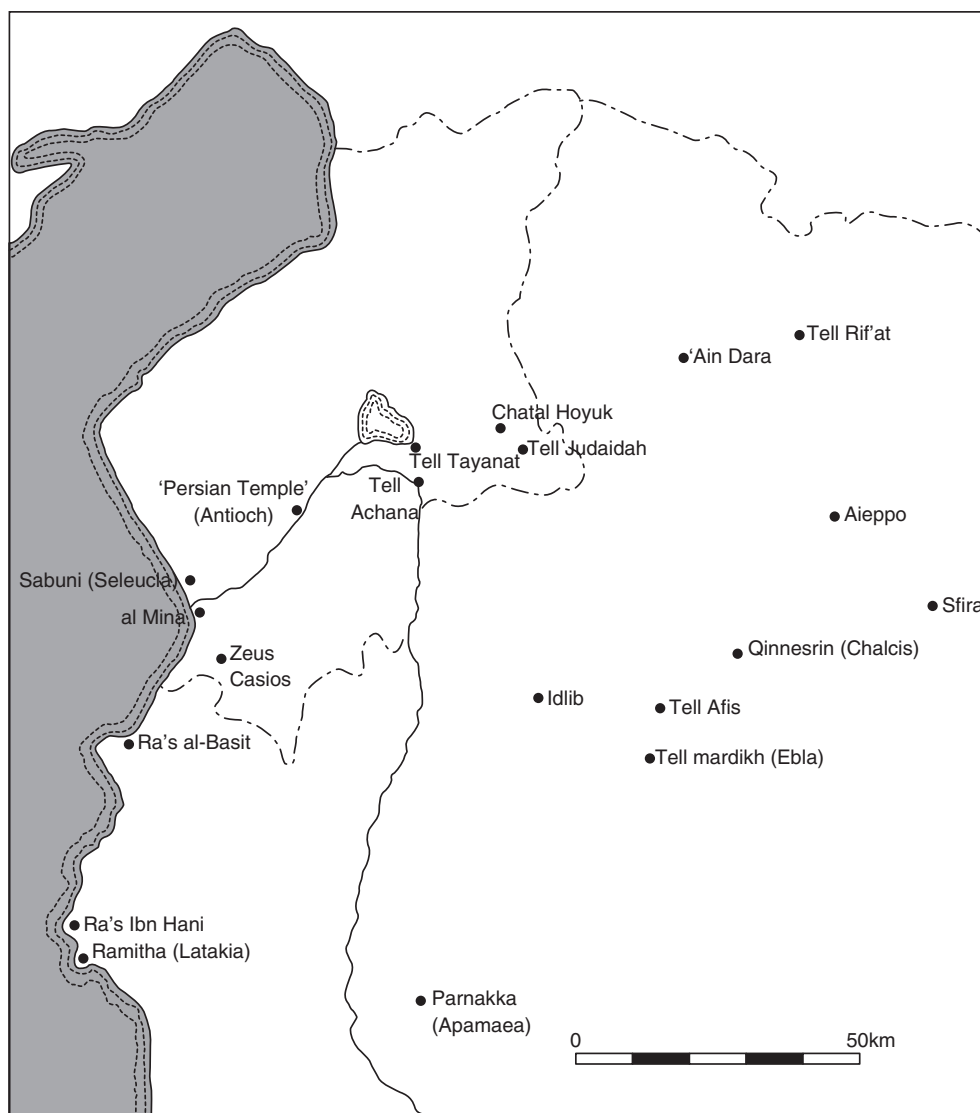 Tell Rif'at
'Ain Dara
Chatal Hoyuk
Tell Judaidah
Tell Tayanat
'Persian Temple'
(Antioch)
Tell
Achana
Aieppo
Sabuni (Seleucla)
al Mina
Sfira
Zeus
Casios
Qinnesrin (Chalcis)
Idlib
Tell Afis
Ra's al-Basit
Tell mardikh (Ebla)
Ra's Ibn Hani
Ramitha (Latakia)
Parnakka
(Apamaea)
0 50km